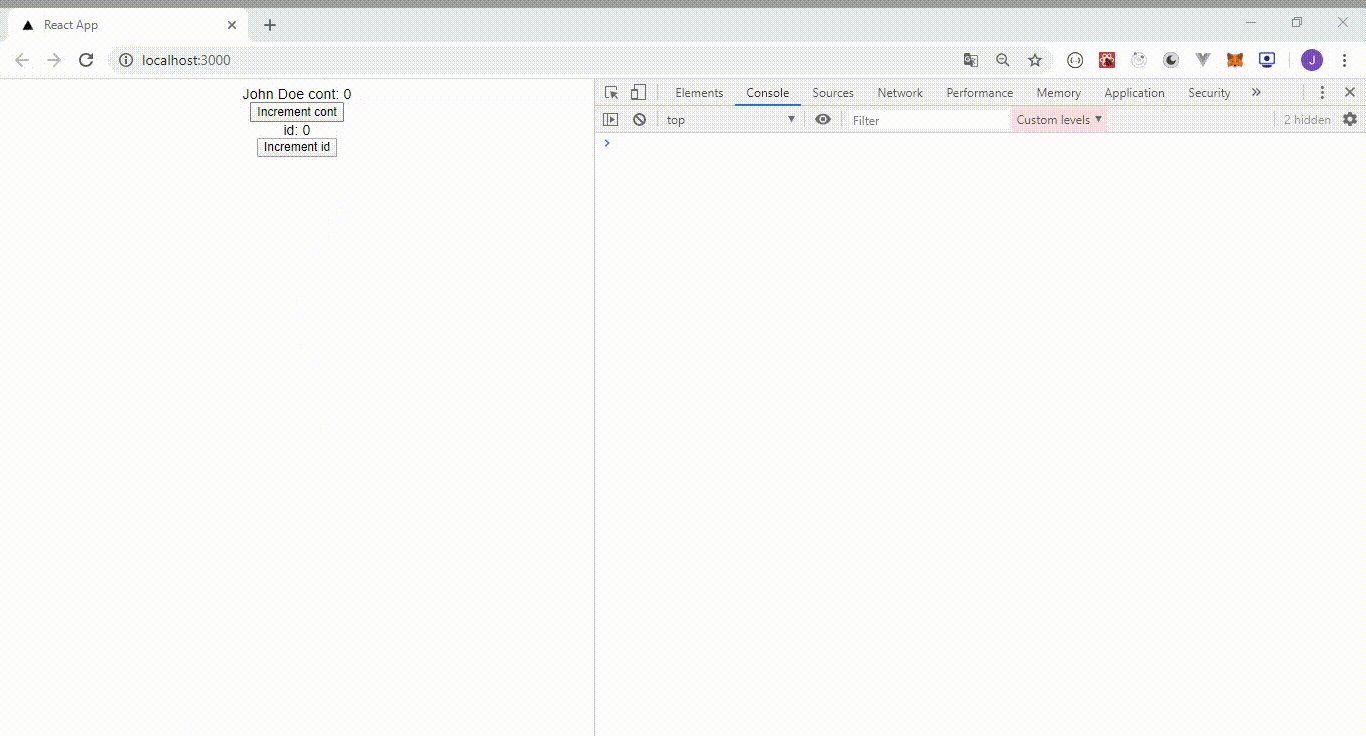 React App
localhost:3000
J
John Doe cont: 0
Increment cont
id: 0
Increment id
Elements Console Sources Network Performance Memory Application Security »
top Filter Custom levels 2 hidden